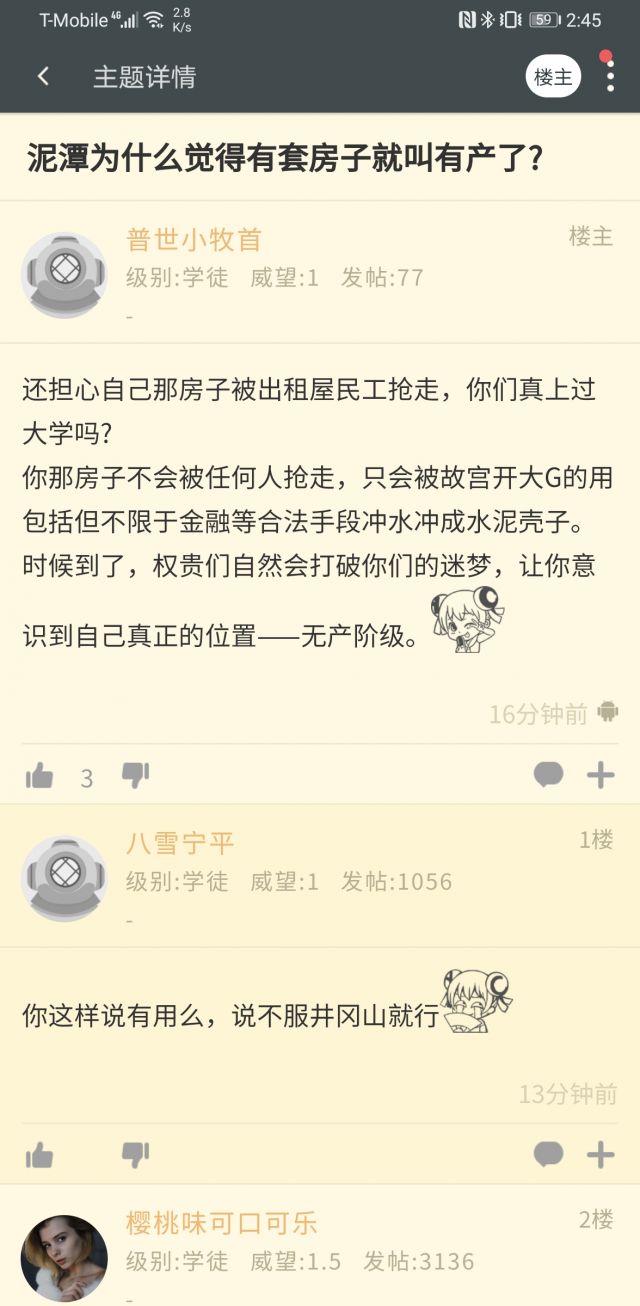 T-Mobile 4G 2.8 K/s 59 2:45
主题详情 楼主
泥潭为什么觉得有套房子就叫有产了?
普世小牧首 楼主
级别:学徒 威望:1 发帖:77
-
还担心自己那房子被出租屋民工抢走，你们真上过
大学吗?
你那房子不会被任何人抢走，只会被故宫开大G的用
包括但不限于金融等合法手段冲水冲成水泥壳子。
时候到了，权贵们自然会打破你们的迷梦，让你意
识到自己真正的位置——无产阶级。
16分钟前
3
八雪宁平 1楼
级别:学徒 威望:1 发帖:1056
-
你这样说有用么，说不服井冈山就行
13分钟前
樱桃味可口可乐 2楼
级别:学徒 威望:1.5 发帖:3136
-